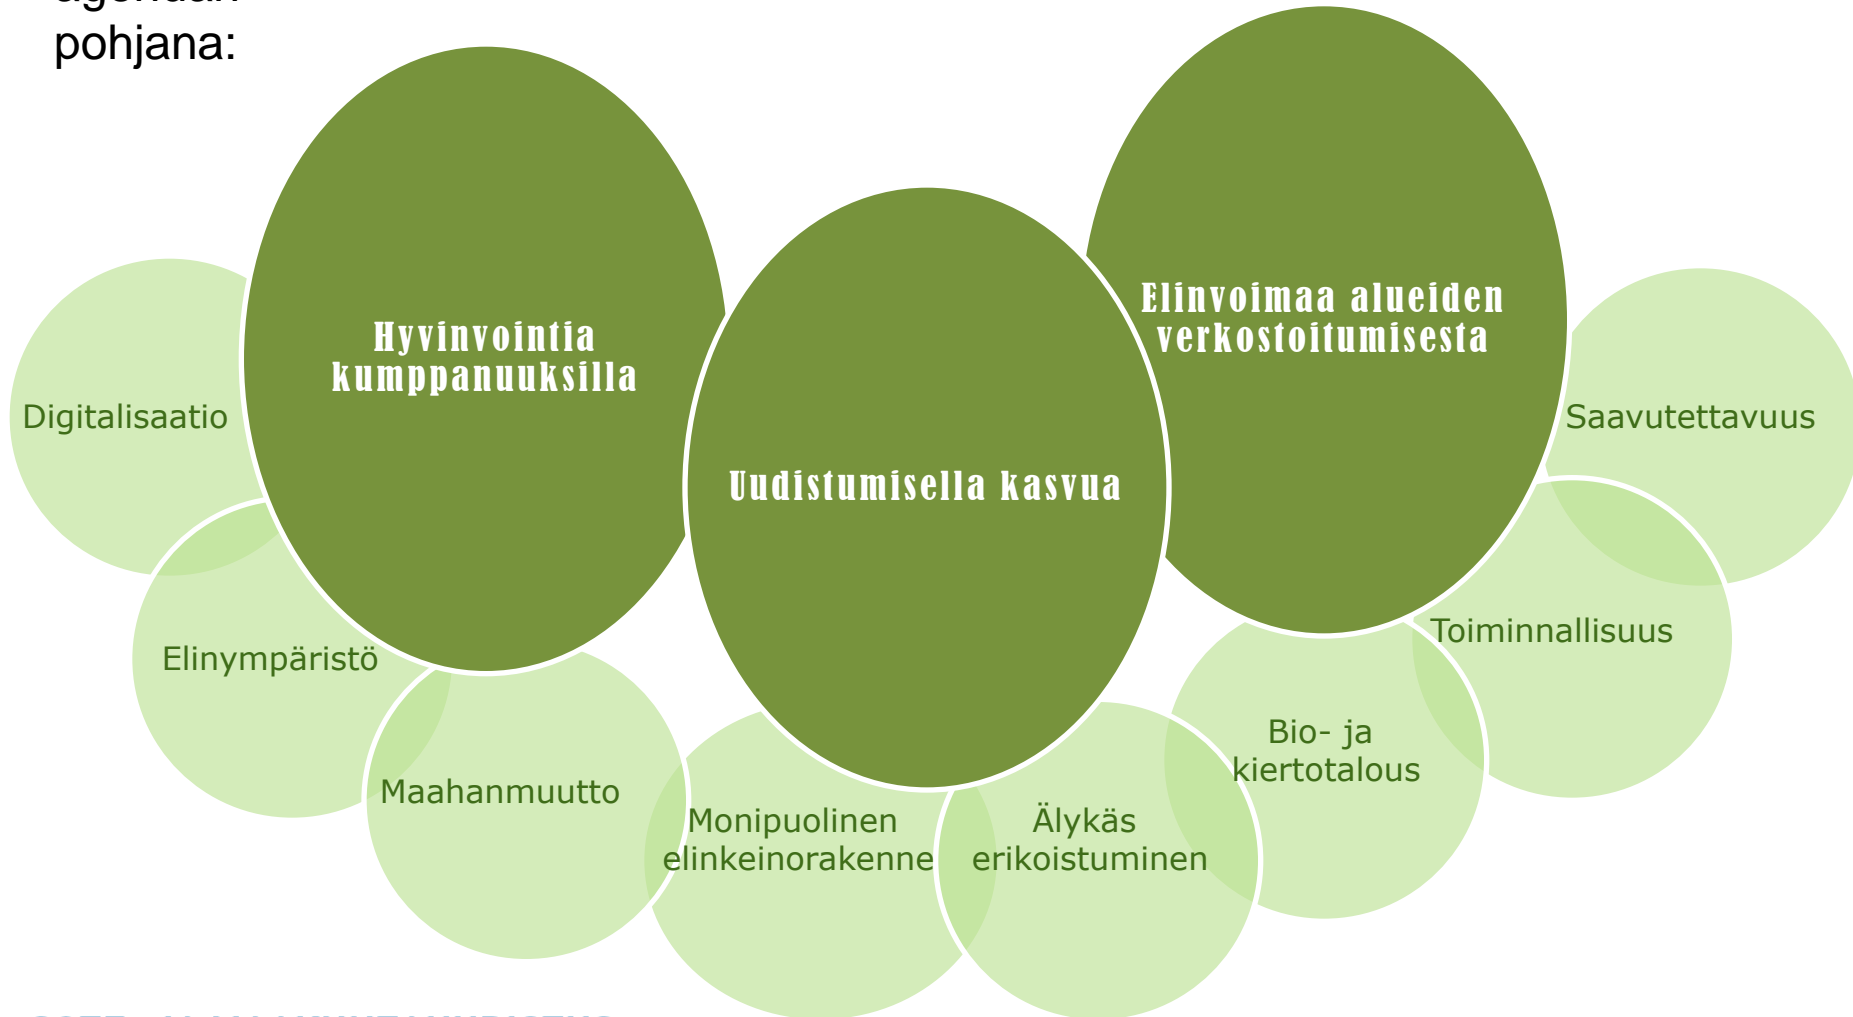 pohjana:
Hyvinvointia
kumppanuuksilla
Elinvoimaa alueiden
verkostoitumisesta
Uudistumisella kasvua
Digitalisaatio
Saavutettavuus
Elinympäristö
Toiminnallisuus
Maahanmuutto
Bio- ja
kiertotalous
Monipuolinen
elinkeinorakenne
Älykäs
erikoistuminen